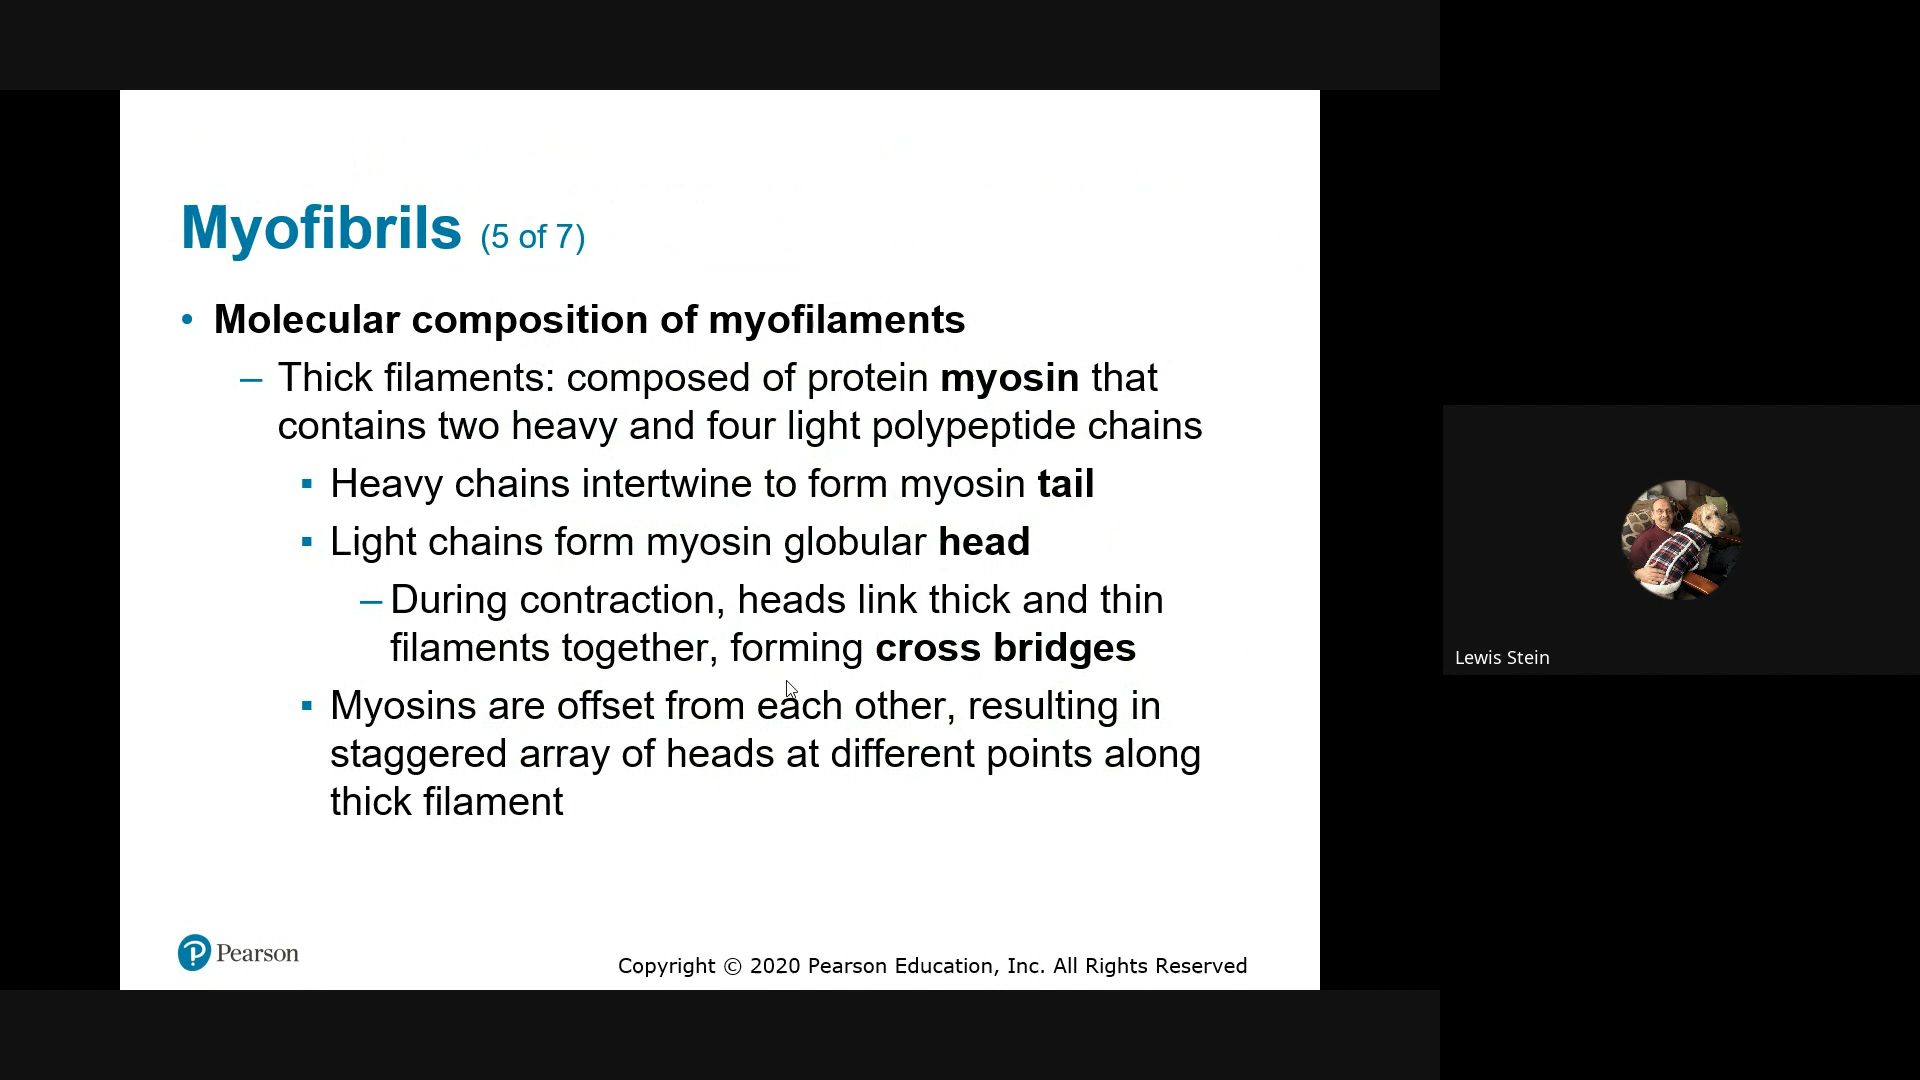 Myofibrils (5 of 7)
• Molecular composition of myofilaments
– Thick filaments: composed of protein myosin that
contains two heavy and four light polypeptide chains
▪ Heavy chains intertwine to form myosin tail
▪ Light chains form myosin globular head
– During contraction, heads link thick and thin
filaments together, forming cross bridges
▪ Myosins are offset from each other, resulting in
staggered array of heads at different points along
thick filament
Pearson
Copyright © 2020 Pearson Education, Inc. All Rights Reserved
Lewis Stein